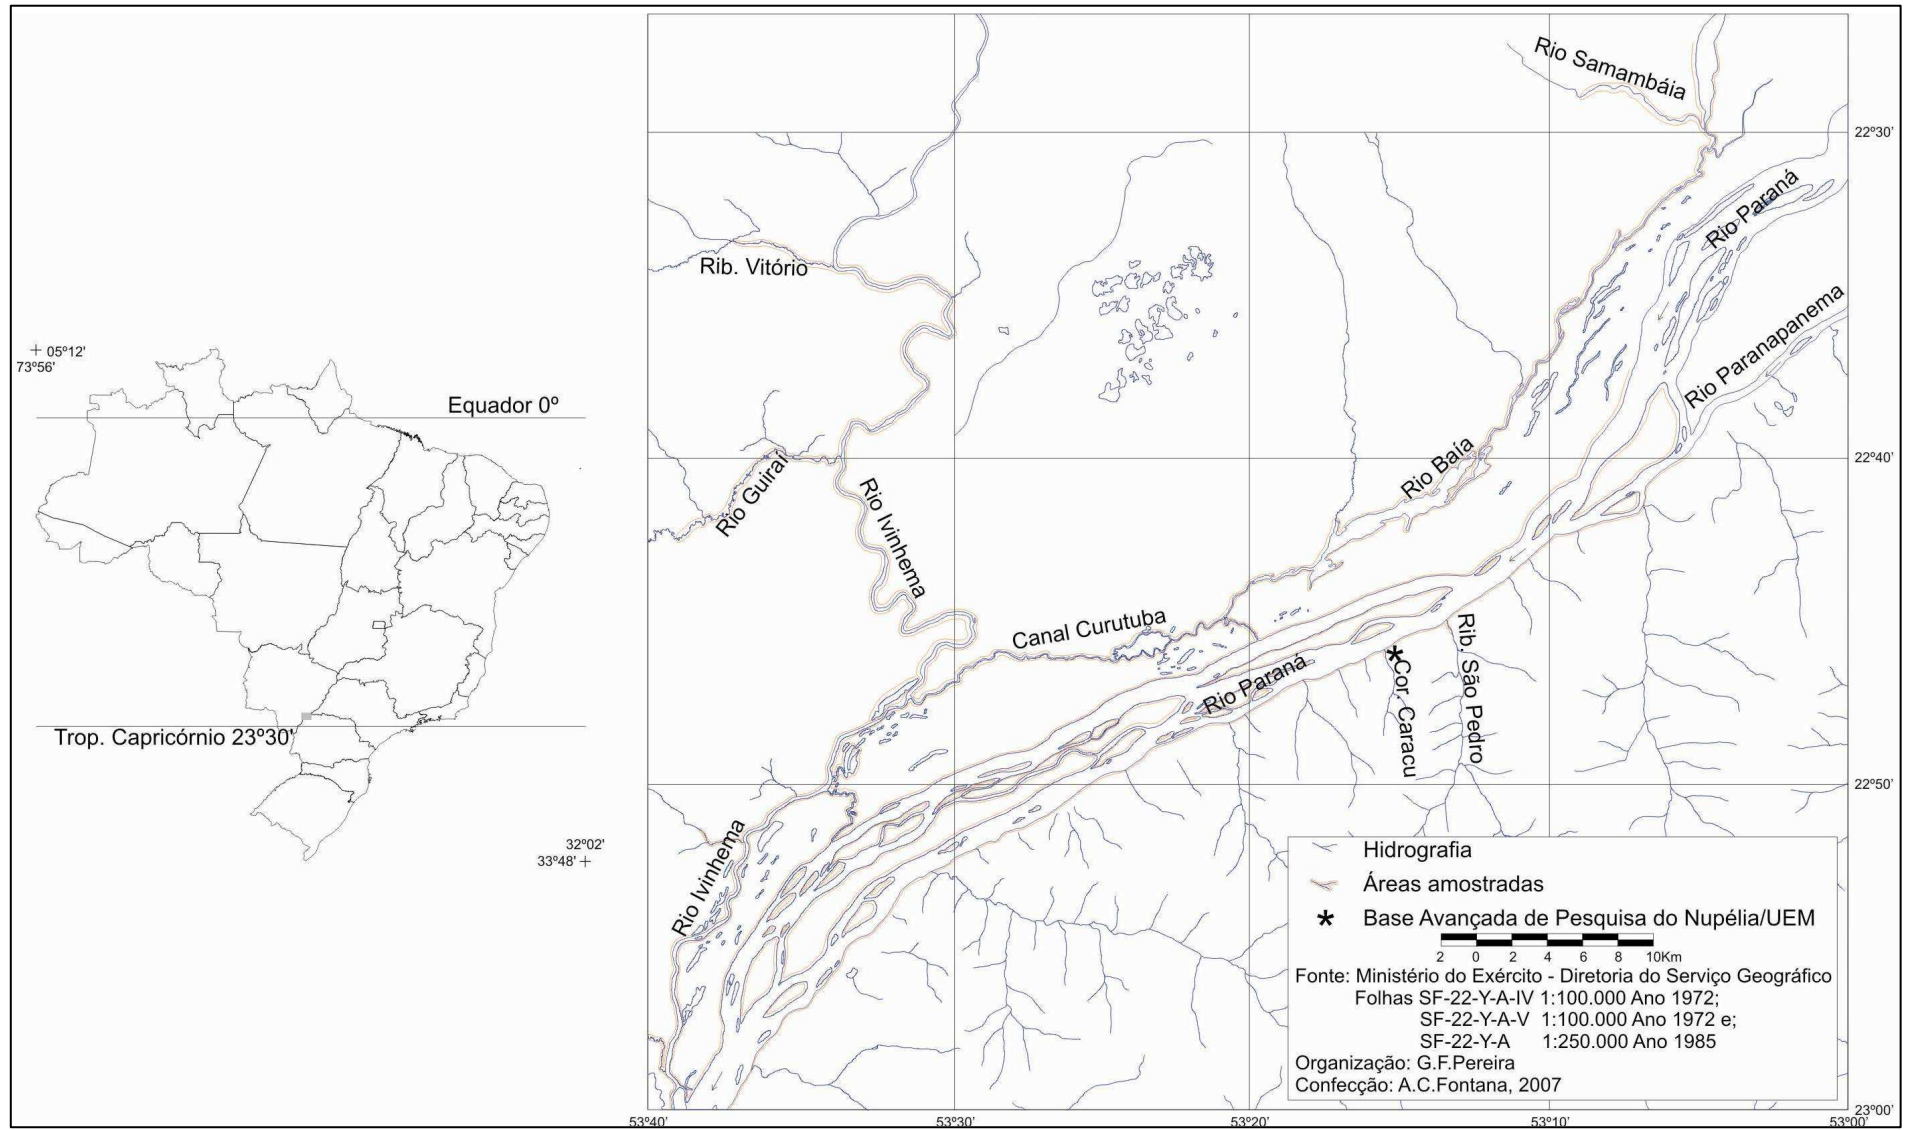 05º12'
73º56'
Equador 0º
Trop. Capricórnio 23º30'
32º02'
33º48'
Rio Samambáia
22º30'
Rio Paraná
Rib. Vitório
Rio Paranapanema
Rio Baía
22º40'
Rio Guiraí
Rio Ivinhema
Canal Curutuba
Rio Paraná
Cor. Caracu
Rib. São Pedro
22º50'
Rio Ivinhema
Hidrografia
Áreas amostradas
Base Avançada de Pesquisa do Nupélia/UEM
2 0 2 4 6 8 10Km
Fonte: Ministério do Exército - Diretoria do Serviço Geográfico
Folhas SF-22-Y-A-IV 1:100.000 Ano 1972;
SF-22-Y-A-V 1:100.000 Ano 1972 e;
SF-22-Y-A 1:250.000 Ano 1985
Organização: G.F.Pereira
Confecção: A.C.Fontana, 2007
23º00'
53º40' 53º30' 53º20' 53º10' 53º00'